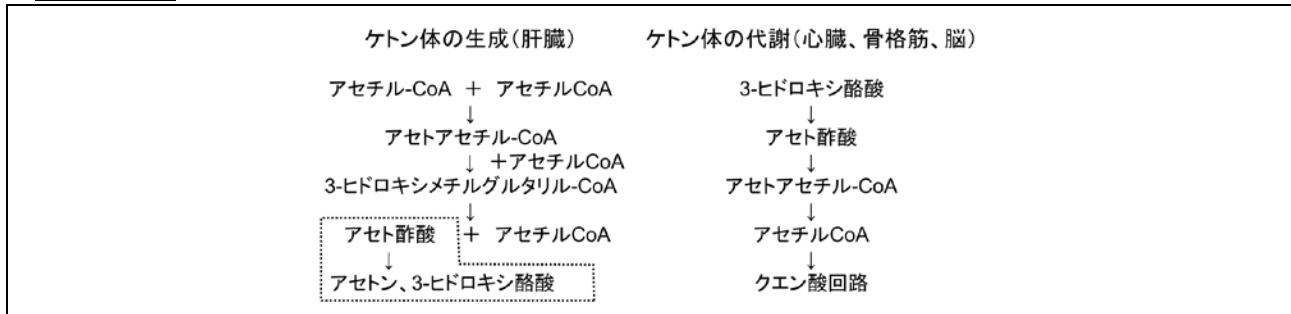 ケトン体の生成(肝臓)
アセチル-CoA + アセチルCoA
↓
アセトアセチル-CoA
↓ +アセチルCoA
3-ヒドロキシメチルグルタリル-CoA
↓
アセト酢酸 + アセチルCoA
↓
アセトン、3-ヒドロキシ酪酸
ケトン体の代謝(心臓、骨格筋、脳)
3-ヒドロキシ酪酸
↓
アセト酢酸
↓
アセトアセチル-CoA
↓
アセチルCoA
↓
クエン酸回路